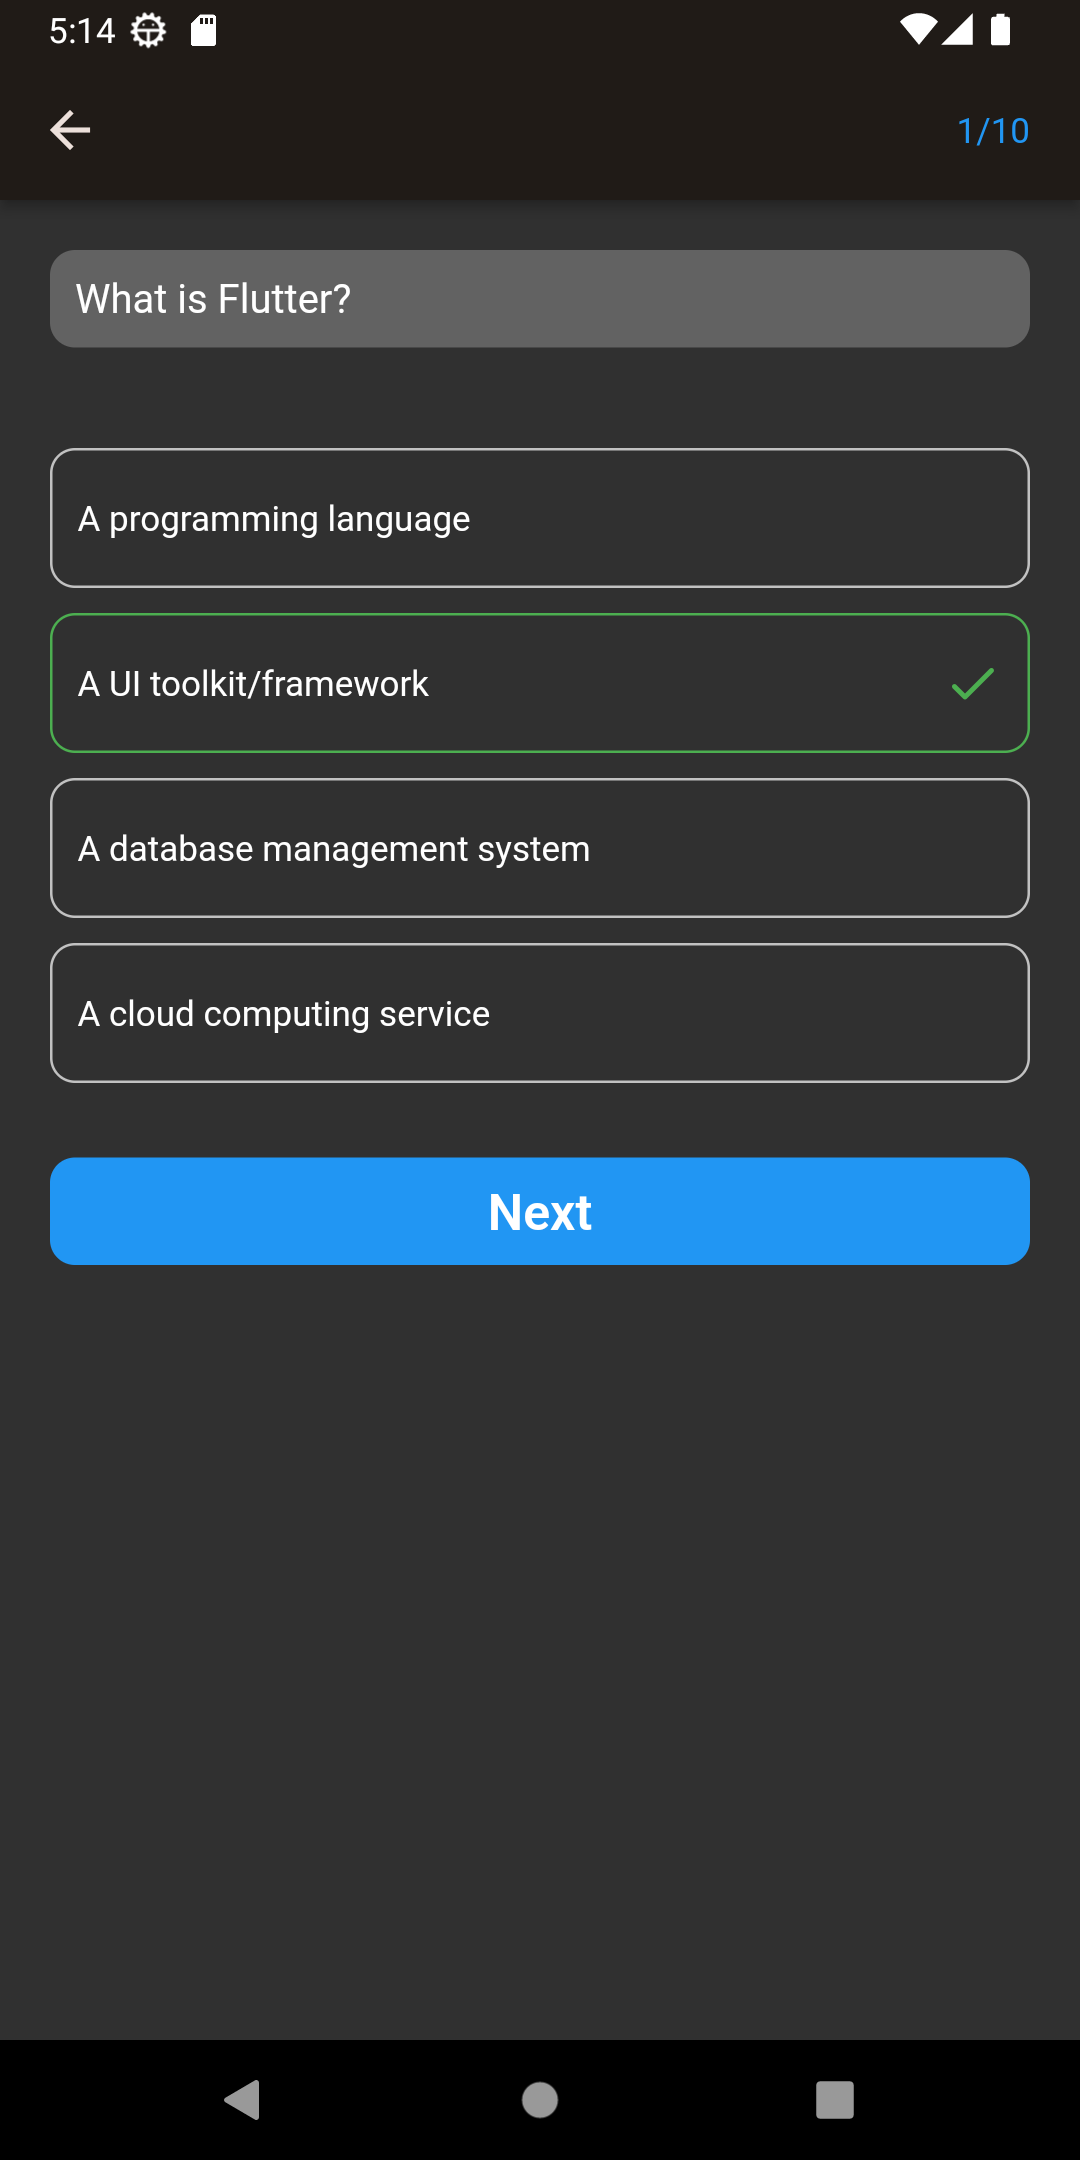 5:14
1/10
What is Flutter?
A programming language
A UI toolkit/framework
A database management system
A cloud computing service
Next